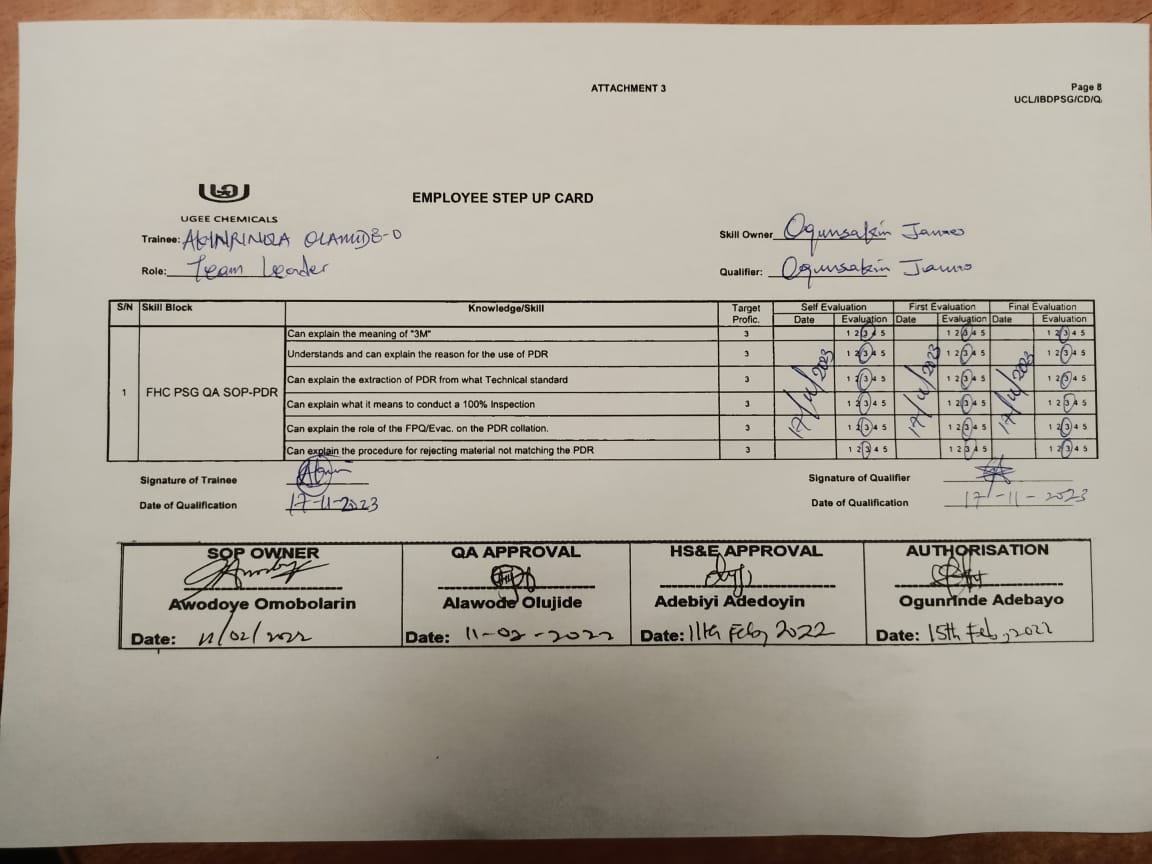 ATTACHMENT 3
Page 8
UCL/IBDPSG/CD/Q
UGEE CHEMICALS
EMPLOYEE STEP UP CARD
Trainee: AKINRINOLA OLAMIDE-O
Skill Owner Ogunsakin James
Role: Team Leader
Qualifier: Ogunsakin James
S/N Skill Block Knowledge/Skill Target Profic. Self Evaluation First Evaluation Final Evaluation
Date Evaluation Date Evaluation Date Evaluation
Can explain the meaning of "3M" 3 1 2 3 4 5 1 2 3 4 5 1 2 3 4 5
Understands and can explain the reason for the use of PDR 3 1 2 3 4 5 1 2 3 4 5 1 2 3 4 5
Can explain the extraction of PDR from what Technical standard 3 1 2 3 4 5 1 2 3 4 5 1 2 3 4 5
1 FHC PSG QA SOP-PDR
17/11/2023 17/11/2023 17/11/2023
Can explain what it means to conduct a 100% Inspection 3 1 2 3 4 5 1 2 3 4 5 1 2 3 4 5
Can explain the role of the FPQ/Evac. on the PDR collation. 3 1 2 3 4 5 1 2 3 4 5 1 2 3 4 5
Can explain the procedure for rejecting material not matching the PDR 3 1 2 3 4 5 1 2 3 4 5 1 2 3 4 5
Signature of Trainee
Signature of Qualifier
Date of Qualification 17-11-2023
Date of Qualification 17-11-2023
SOP OWNER QA APPROVAL HS&E APPROVAL AUTHORISATION
Awodoye Omobolarin Alawode Olujide Adebiyi Adedoyin Ogunrinde Adebayo
Date: 11/02/2022 Date: 11-02-2022 Date: 11th Feb, 2022 Date: 15th Feb, 2022